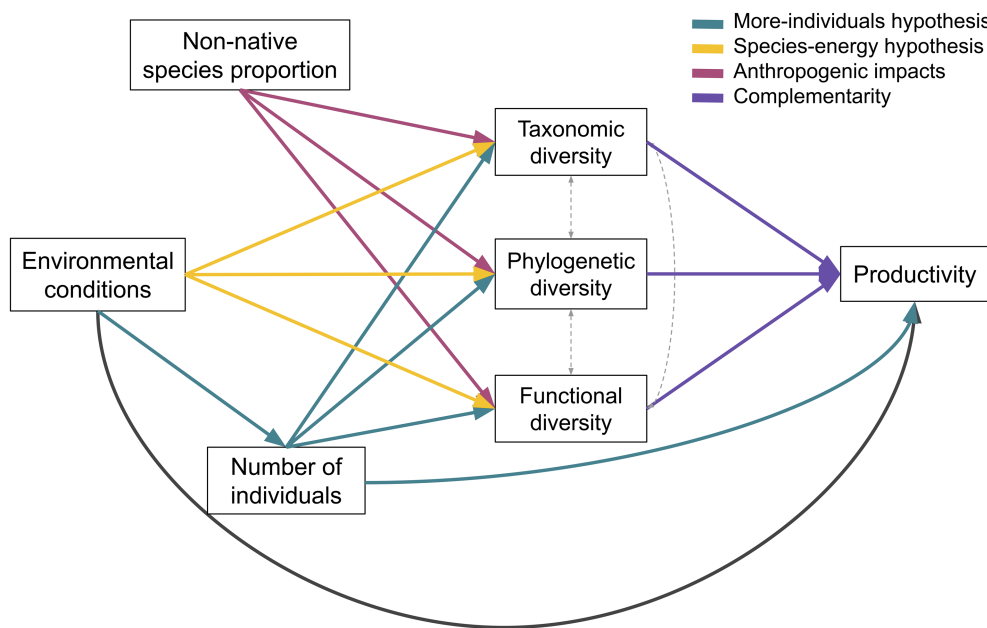 Non-native
species proportion
More-individuals hypothesis
Species-energy hypothesis
Anthropogenic impacts
Complementarity
Taxonomic
diversity
Environmental
conditions
Phylogenetic
diversity
Productivity
Functional
diversity
Number of
individuals